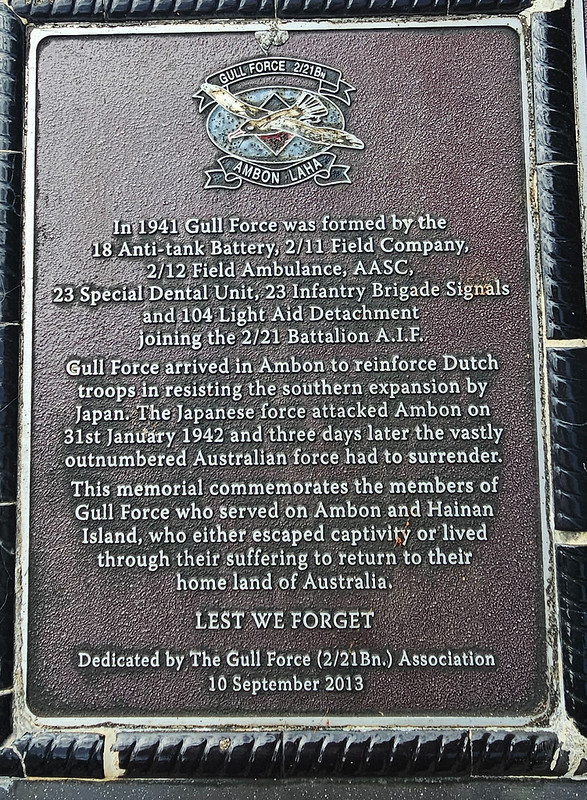 GULL FORCE 2/21Bn
AMBON LAHA
In 1941 Gull Force was formed by the
18 Anti-tank Battery, 2/11 Field Company,
2/12 Field Ambulance, AASC,
23 Special Dental Unit, 23 Infantry Brigade Signals
and 104 Light Aid Detachment
joining the 2/21 Battalion A.I.F.
Gull Force arrived in Ambon to reinforce Dutch
troops in resisting the southern expansion by
Japan. The Japanese force attacked Ambon on
31st January 1942 and three days later the vastly
outnumbered Australian force had to surrender.
This memorial commemorates the members of
Gull Force who served on Ambon and Hainan
Island, who either escaped captivity or lived
through their suffering to return to their
home land of Australia.
LEST WE FORGET
Dedicated by The Gull Force (2/21Bn.) Association
10 September 2013